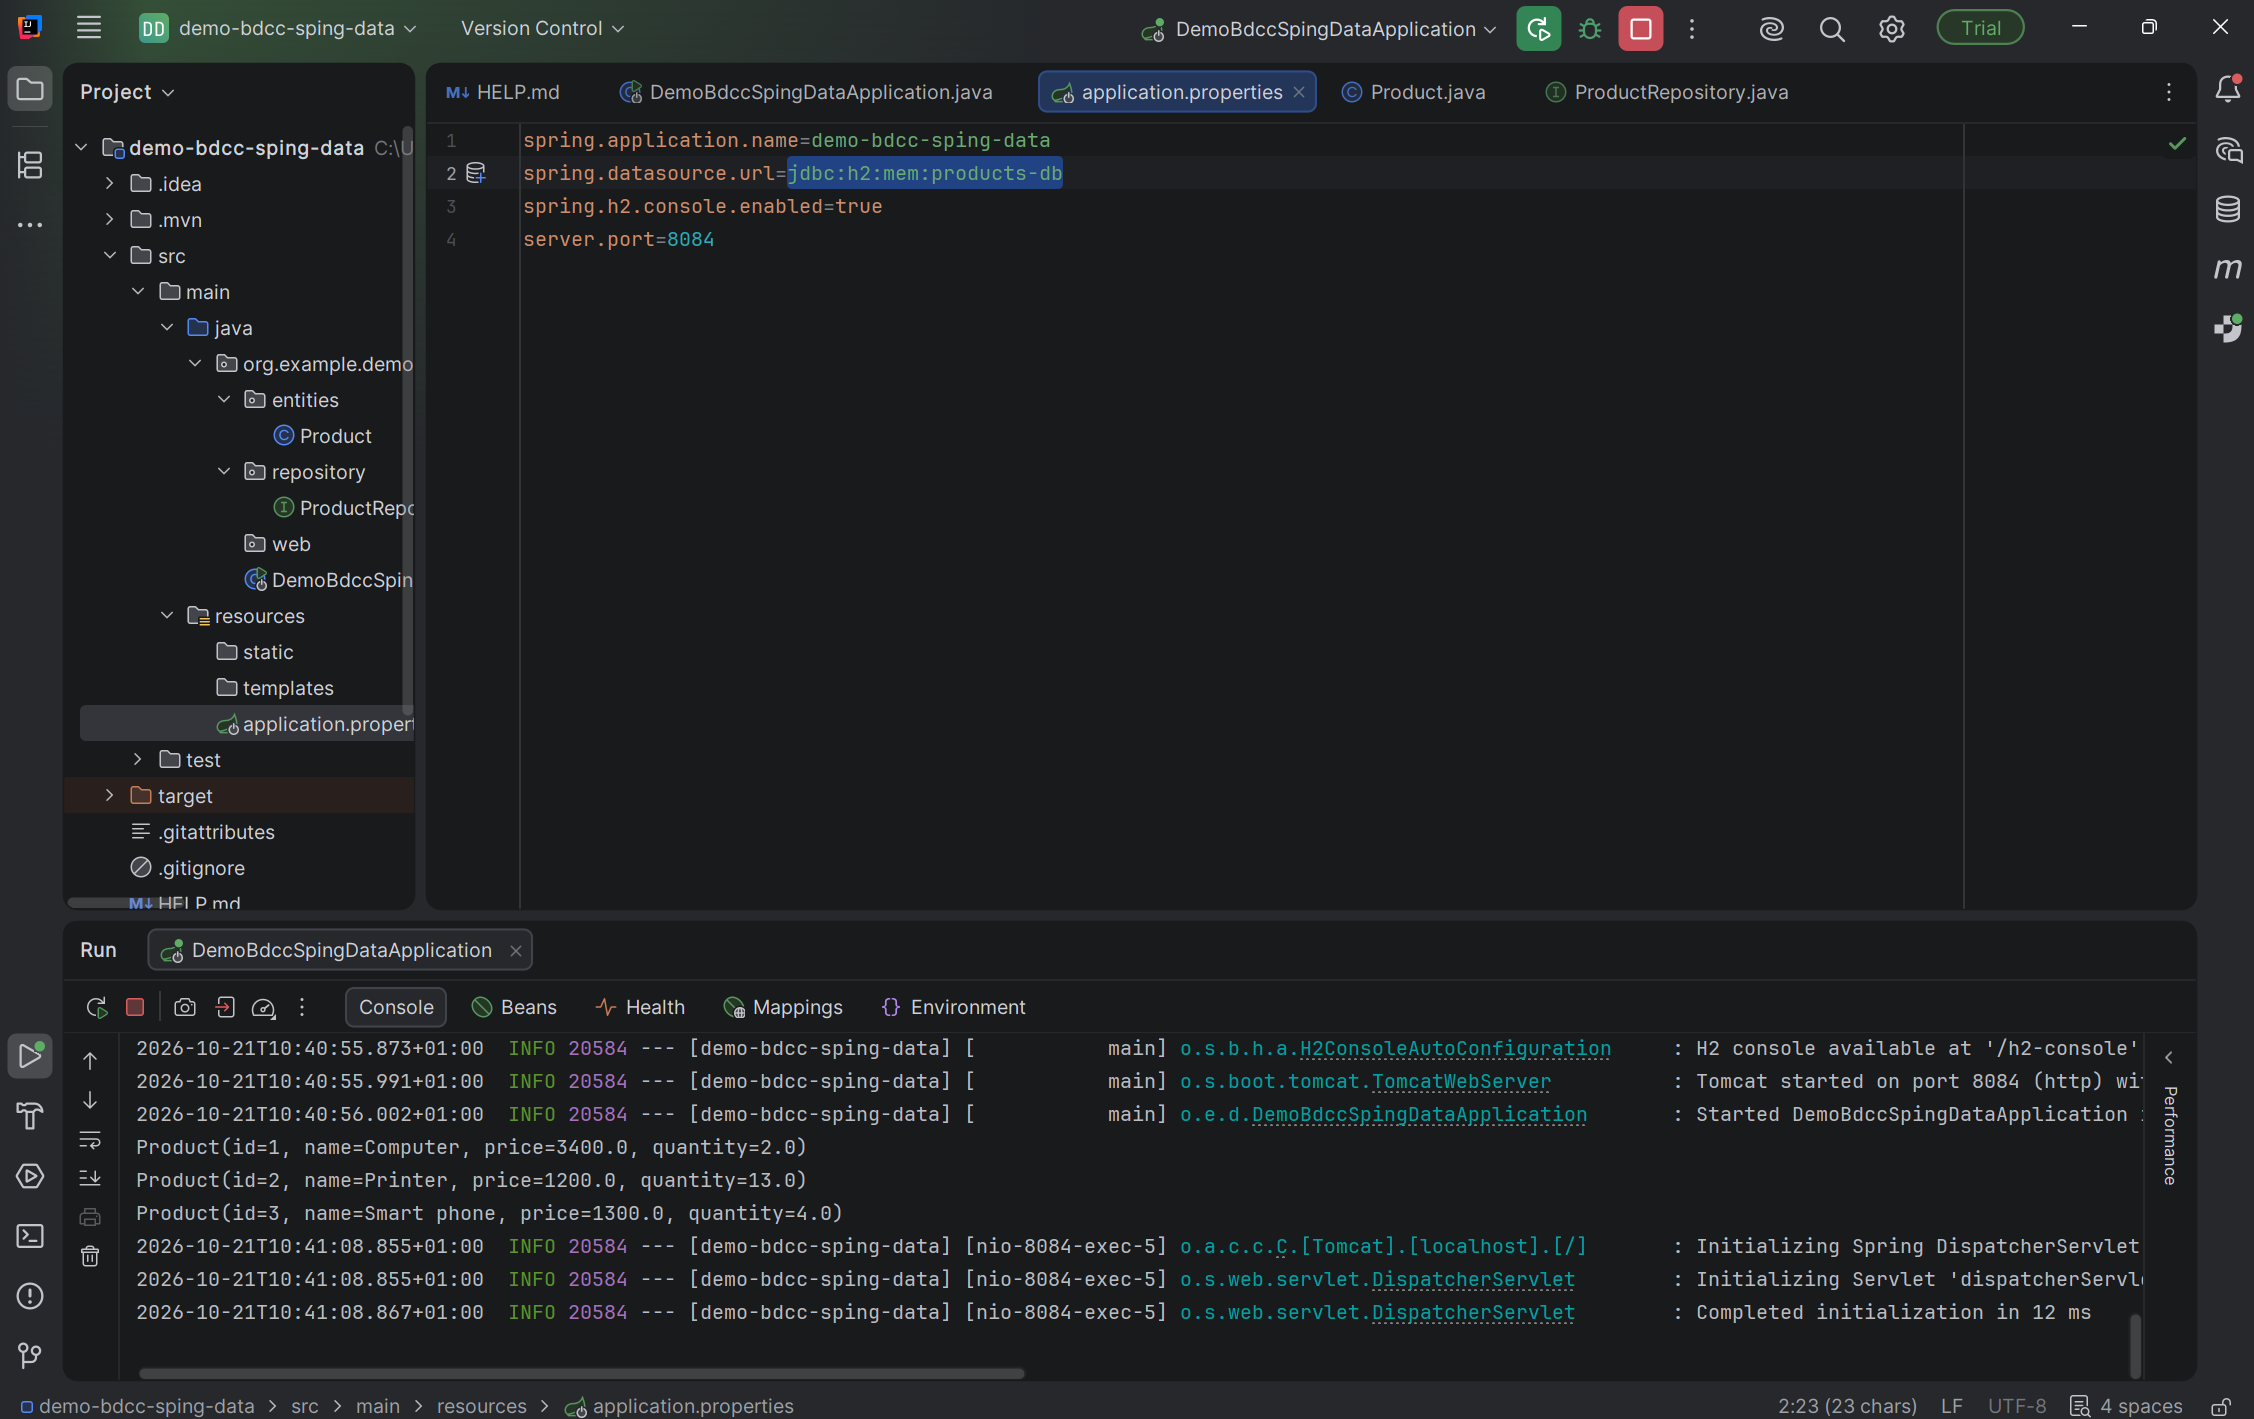 DD demo-bdcc-sping-data
Version Control
DemoBdccSpingDataApplication
Trial
Project
HELP.md
DemoBdccSpingDataApplication.java
application.properties
Product.java
ProductRepository.java
demo-bdcc-sping-data C:\U
.idea
.mvn
src
main
java
org.example.demo
entities
Product
repository
ProductRepo
web
DemoBdccSpin
resources
static
templates
application.proper
test
target
.gitattributes
.gitignore
HELP.md
1 spring.application.name=demo-bdcc-sping-data
2 spring.datasource.url=jdbc:h2:mem:products-db
3 spring.h2.console.enabled=true
4 server.port=8084
m
Run
DemoBdccSpingDataApplication
Console
Beans
Health
Mappings
Environment
2026-10-21T10:40:55.873+01:00 INFO 20584 --- [demo-bdcc-sping-data] [ main] o.s.b.h.a.H2ConsoleAutoConfiguration : H2 console available at '/h2-console'
2026-10-21T10:40:55.991+01:00 INFO 20584 --- [demo-bdcc-sping-data] [ main] o.s.boot.tomcat.TomcatWebServer : Tomcat started on port 8084 (http) wi
2026-10-21T10:40:56.002+01:00 INFO 20584 --- [demo-bdcc-sping-data] [ main] o.e.d.DemoBdccSpingDataApplication : Started DemoBdccSpingDataApplication
Product(id=1, name=Computer, price=3400.0, quantity=2.0)
Product(id=2, name=Printer, price=1200.0, quantity=13.0)
Product(id=3, name=Smart phone, price=1300.0, quantity=4.0)
2026-10-21T10:41:08.855+01:00 INFO 20584 --- [demo-bdcc-sping-data] [nio-8084-exec-5] o.a.c.c.C.[Tomcat].[localhost].[/] : Initializing Spring DispatcherServlet
2026-10-21T10:41:08.855+01:00 INFO 20584 --- [demo-bdcc-sping-data] [nio-8084-exec-5] o.s.web.servlet.DispatcherServlet : Initializing Servlet 'dispatcherServl
2026-10-21T10:41:08.867+01:00 INFO 20584 --- [demo-bdcc-sping-data] [nio-8084-exec-5] o.s.web.servlet.DispatcherServlet : Completed initialization in 12 ms
Performance
demo-bdcc-sping-data > src > main > resources > application.properties
2:23 (23 chars) LF UTF-8 4 spaces